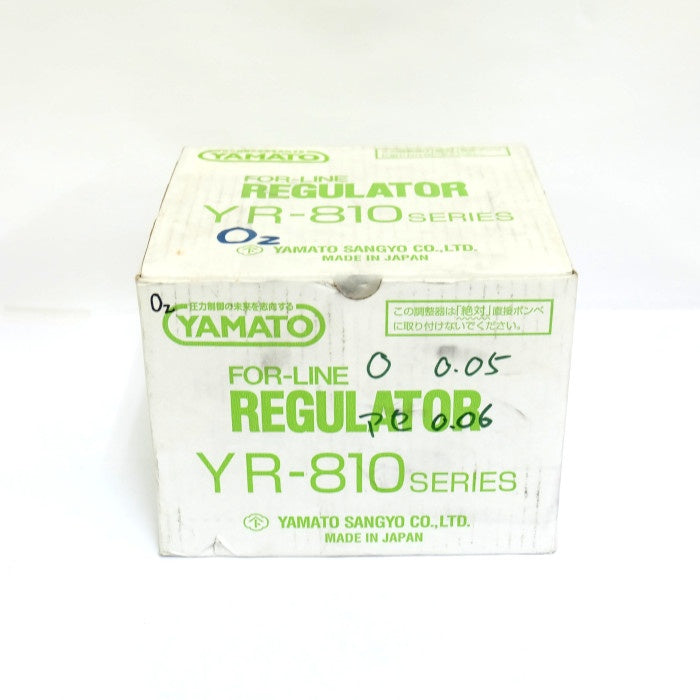 YAMATO
FOR-LINE
REGULATOR
YR-810 SERIES
O2
YAMATO SANGYO CO.,LTD.
MADE IN JAPAN
O2
圧力制御の未来を志向する
YAMATO
この調整器は「絶対」直接ボンベ
に取り付けないでください。
FOR-LINE O 0.05
REGULATOR
アセ 0.06
YR-810 SERIES
YAMATO SANGYO CO.,LTD.
MADE IN JAPAN